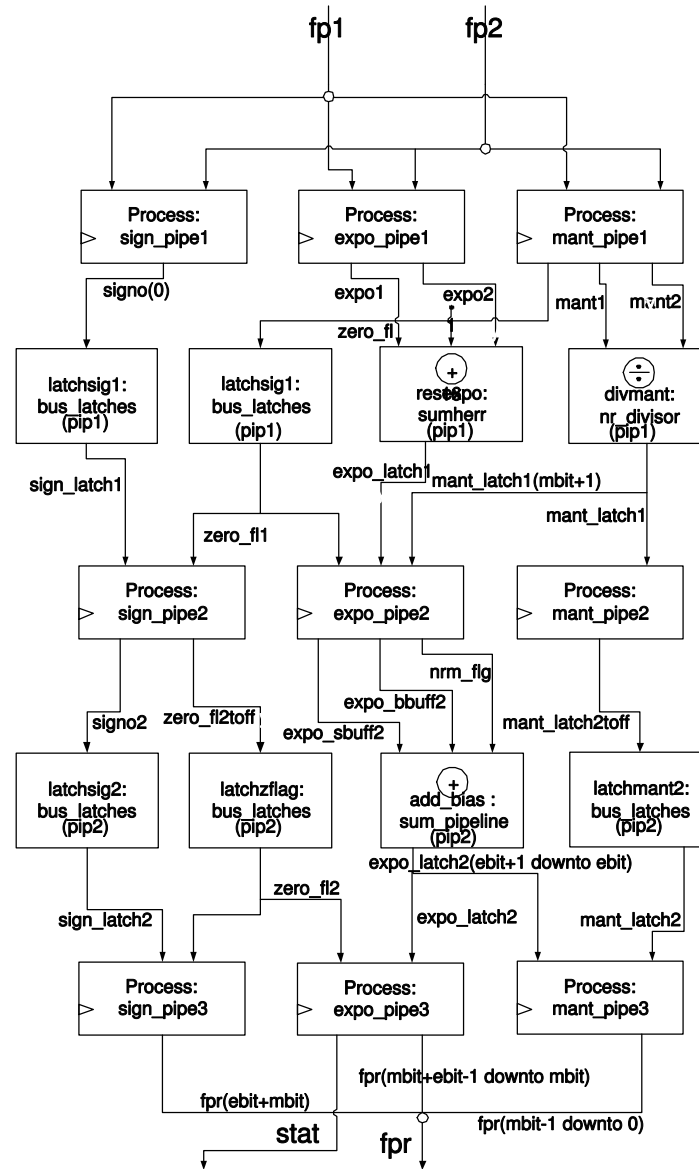 fp1
fp2
Process:
sign_pipe1
Process:
expo_pipe1
Process:
mant_pipe1
signo(0)
expo1
expo2
mant1
mant2
zero_fl
latchsig1:
bus_latches
(pip1)
latchsig1:
bus_latches
(pip1)
+
sumherr
(pip1)
÷
divmant:
nr_divisor
(pip1)
sign_latch1
expo_latch1
mant_latch1(mbit+1)
mant_latch1
zero_fl1
Process:
sign_pipe2
Process:
expo_pipe2
Process:
mant_pipe2
signo2
zero_fl2toff
expo_sbuff2
expo_bbuff2
nrm_flg
mant_latch2toff
latchsig2:
bus_latches
(pip2)
latchzflag:
bus_latches
(pip2)
+
add_bias :
sum_pipeline
(pip2)
latchmant2:
bus_latches
(pip2)
expo_latch2(ebit+1 downto ebit)
sign_latch2
zero_fl2
expo_latch2
mant_latch2
Process:
sign_pipe3
Process:
expo_pipe3
Process:
mant_pipe3
fpr(mbit+ebit-1 downto mbit)
fpr(ebit+mbit)
fpr(mbit-1 downto 0)
stat
fpr